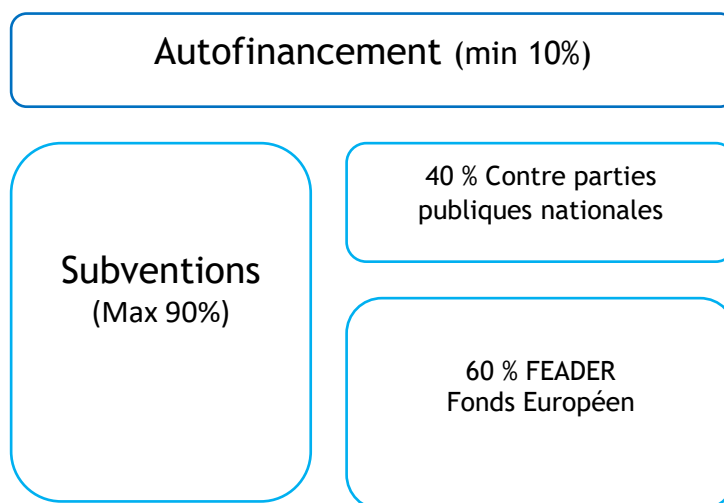 Autofinancement (min 10%)
Subventions
(Max 90%)
40 % Contre parties
publiques nationales
60 % FEADER
Fonds Européen